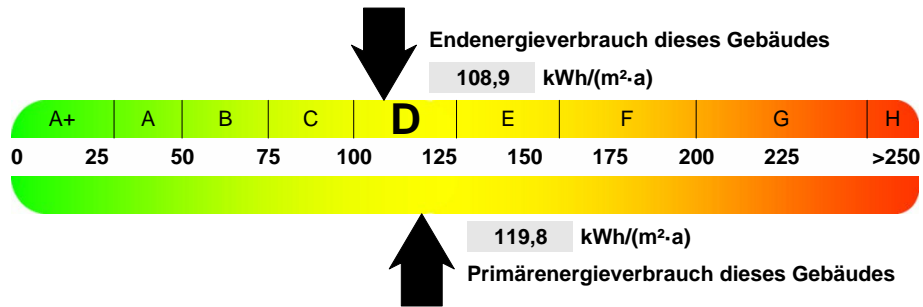 Endenergieverbrauch dieses Gebäudes
108,9 kWh/(m²·a)
A+ A B C D E F G H
0 25 50 75 100 125 150 175 200 225 >250
119,8 kWh/(m²·a)
Primärenergieverbrauch dieses Gebäudes